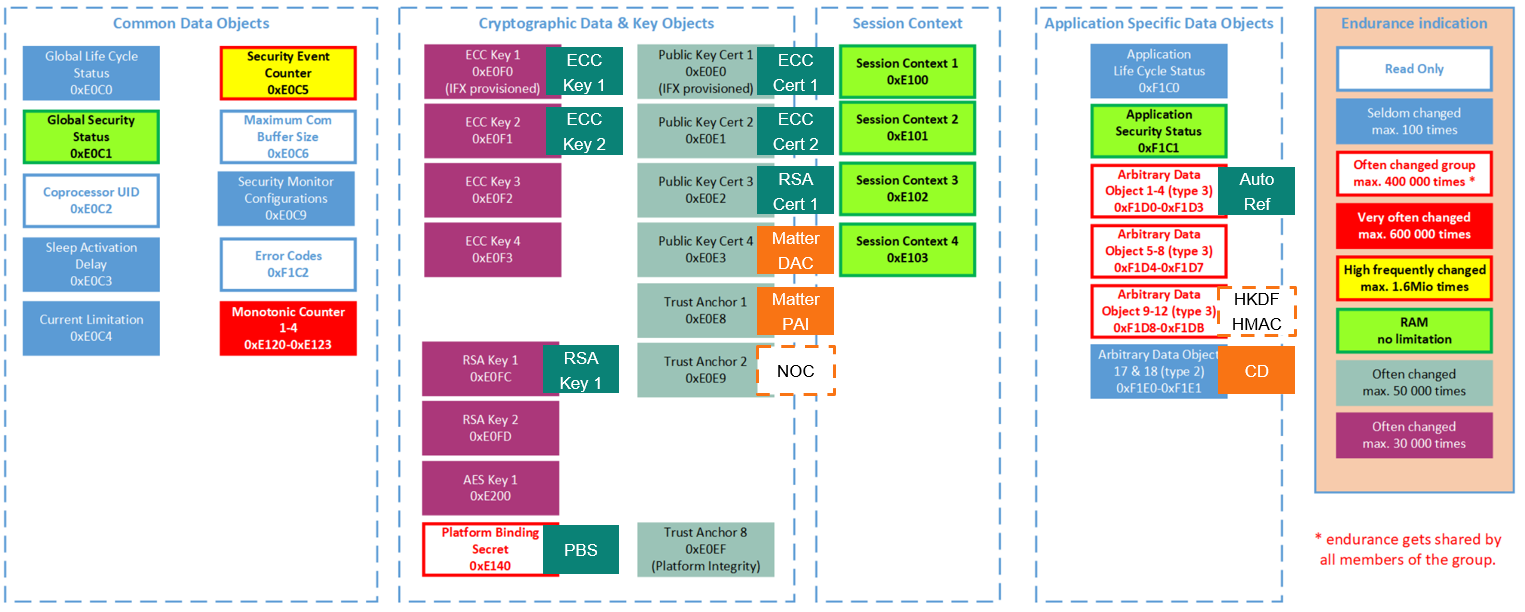 Common Data Objects
Global Life Cycle
Status
0xE0C0
Security Event
Counter
0xE0C5
Global Security
Status
0xE0C1
Maximum Com
Buffer Size
0xE0C6
Coprocessor UID
0xE0C2
Security Monitor
Configurations
0xE0C9
Sleep Activation
Delay
0xE0C3
Error Codes
0xF1C2
Current Limitation
0xE0C4
Monotonic Counter
1-4
0xE120-0xE123
Cryptographic Data & Key Objects
ECC Key 1
0xE0F0
(IFX provisioned)
ECC
Key 1
Public Key Cert 1
0xE0E0
(IFX provisioned)
ECC
Cert 1
ECC Key 2
0xE0F1
ECC
Key 2
Public Key Cert 2
0xE0E1
ECC
Cert 2
ECC Key 3
0xE0F2
Public Key Cert 3
0xE0E2
RSA
Cert 1
ECC Key 4
0xE0F3
Public Key Cert 4
0xE0E3
Matter
DAC
Trust Anchor 1
0xE0E8
Matter
PAI
RSA Key 1
0xE0FC
RSA
Key 1
Trust Anchor 2
0xE0E9
NOC
RSA Key 2
0xE0FD
AES Key 1
0xE200
Platform Binding
Secret
0xE140
PBS
Trust Anchor 8
0xE0EF
(Platform Integrity)
Session Context
Session Context 1
0xE100
Session Context 2
0xE101
Session Context 3
0xE102
Session Context 4
0xE103
Application Specific Data Objects
Application
Life Cycle Status
0xF1C0
Application
Security Status
0xF1C1
Arbitrary Data
Object 1-4 (type 3)
0xF1D0-0xF1D3
Auto
Ref
Arbitrary Data
Object 5-8 (type 3)
0xF1D4-0xF1D7
Arbitrary Data
Object 9-12 (type 3)
0xF1D8-0xF1DB
HKDF
HMAC
Arbitrary Data Object
17 & 18 (type 2)
0xF1E0-0xF1E1
CD
Endurance indication
Read Only
Seldom changed
max. 100 times
Often changed group
max. 400 000 times *
Very often changed
max. 600 000 times
High frequently changed
max. 1.6Mio times
RAM
no limitation
Often changed
max. 50 000 times
Often changed
max. 30 000 times
* endurance gets shared by
all members of the group.